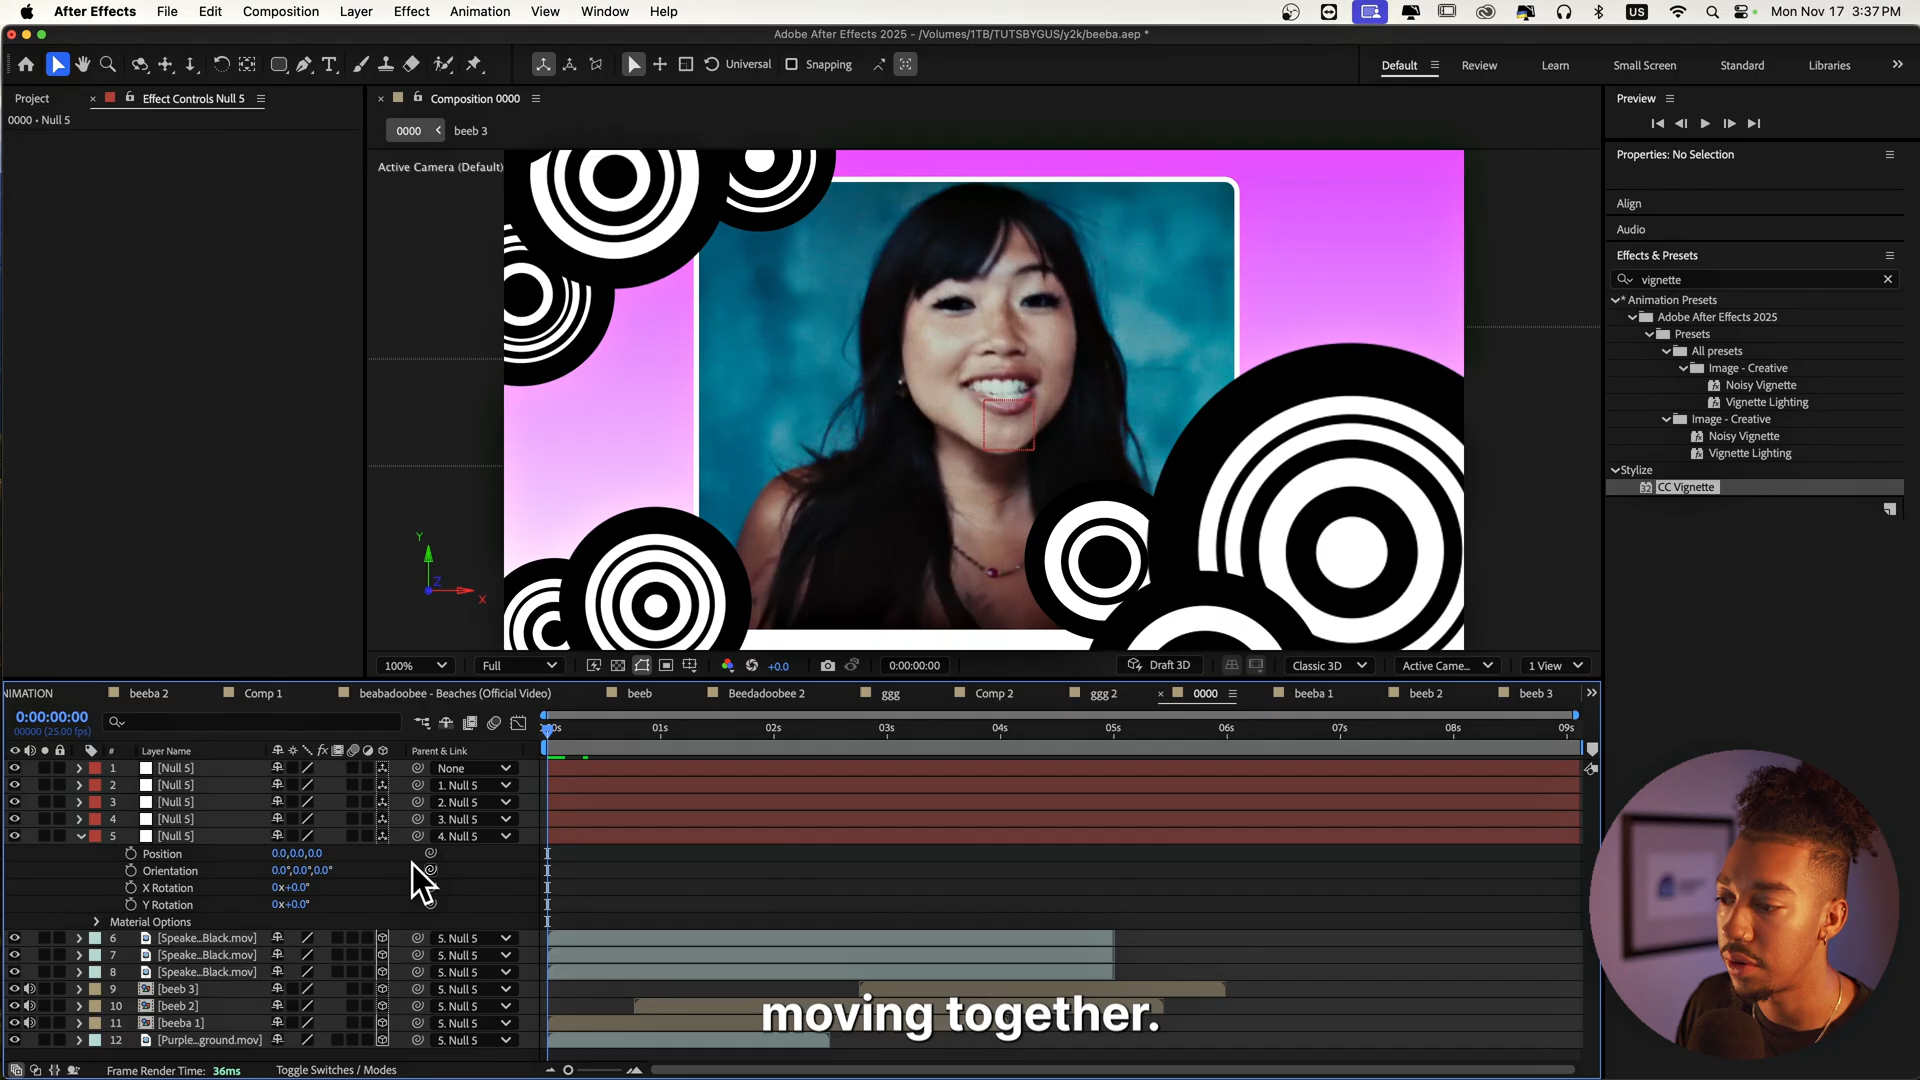 After Effects File Edit Composition Layer Effect Animation View Window Help
US
Mon Nov 17 3:37 PM
Adobe After Effects 2025 - /Volumes/1TB/TUTSBYGUS/y2k/beeba.aep *
Universal Snapping Default Review Learn Small Screen Standard Libraries
Project Effect Controls Null 5
0000 • Null 5
Composition 0000
0000 beeb 3
Active Camera (Default)
Y
Z
X
100% Full +0.0 0:00:00:00 Draft 3D Classic 3D Active Came... 1 View
Preview
Properties: No Selection
Align
Audio
Effects & Presets
vignette
* Animation Presets
Adobe After Effects 2025
Presets
All presets
Image - Creative
Noisy Vignette
Vignette Lighting
Image - Creative
Noisy Vignette
Vignette Lighting
Stylize
32 CC Vignette
NIMATION beeba 2 Comp 1 beabadoobee - Beaches (Official Video) beeb Beedadoobee 2 ggg Comp 2 ggg 2 0000 beeba 1 beeb 2 beeb 3
0:00:00:00
00000 (25.00 fps)
00s 01s 02s 03s 04s 05s 06s 07s 08s 09s
# Layer Name fx Parent & Link
1 [Null 5] None
2 [Null 5] 1. Null 5
3 [Null 5] 2. Null 5
4 [Null 5] 3. Null 5
5 [Null 5] 4. Null 5
Position 0.0,0.0,0.0
Orientation 0.0°,0.0°,0.0°
X Rotation 0x+0.0°
Y Rotation 0x+0.0°
Material Options
6 [Speake...Black.mov] 5. Null 5
7 [Speake...Black.mov] 5. Null 5
8 [Speake...Black.mov] 5. Null 5
9 [beeb 3] 5. Null 5
10 [beeb 2] 5. Null 5
11 [beeba 1] 5. Null 5
12 [Purple...ground.mov] 5. Null 5
moving together.
Frame Render Time: 36ms Toggle Switches / Modes